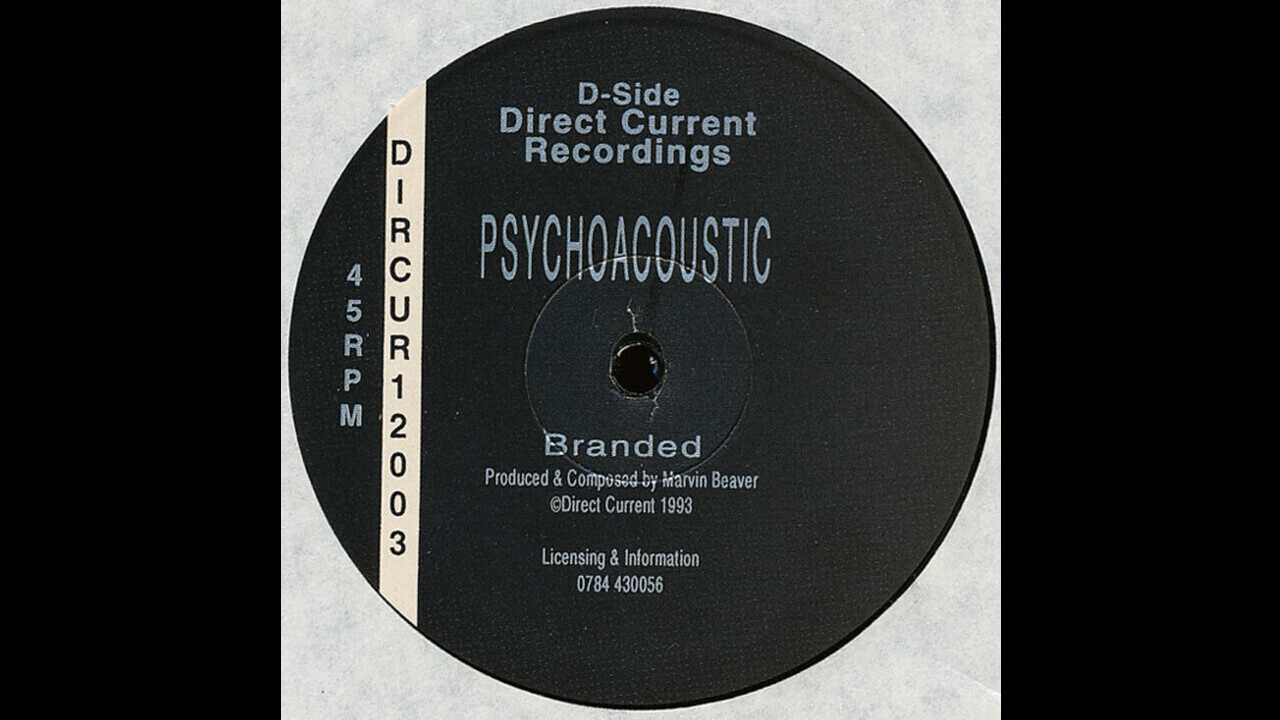 D-Side
Direct Current
Recordings
PSYCHOACOUSTIC
45RPM
DIRCUR12003
Branded
Produced & Composed by Marvin Beaver
©Direct Current 1993
Licensing & Information
0784 430056